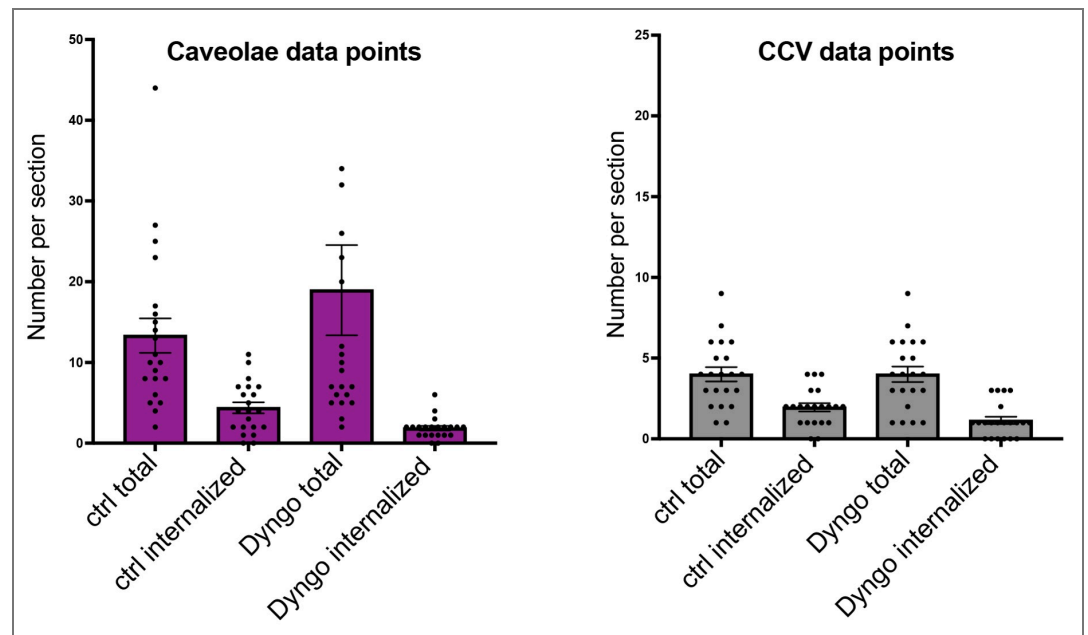 Caveolae data points
Number per section
50
40
30
20
10
0
ctrl total
ctrl internalized
Dyngo total
Dyngo internalized
CCV data points
Number per section
25
20
15
10
5
0
ctrl total
ctrl internalized
Dyngo total
Dyngo internalized